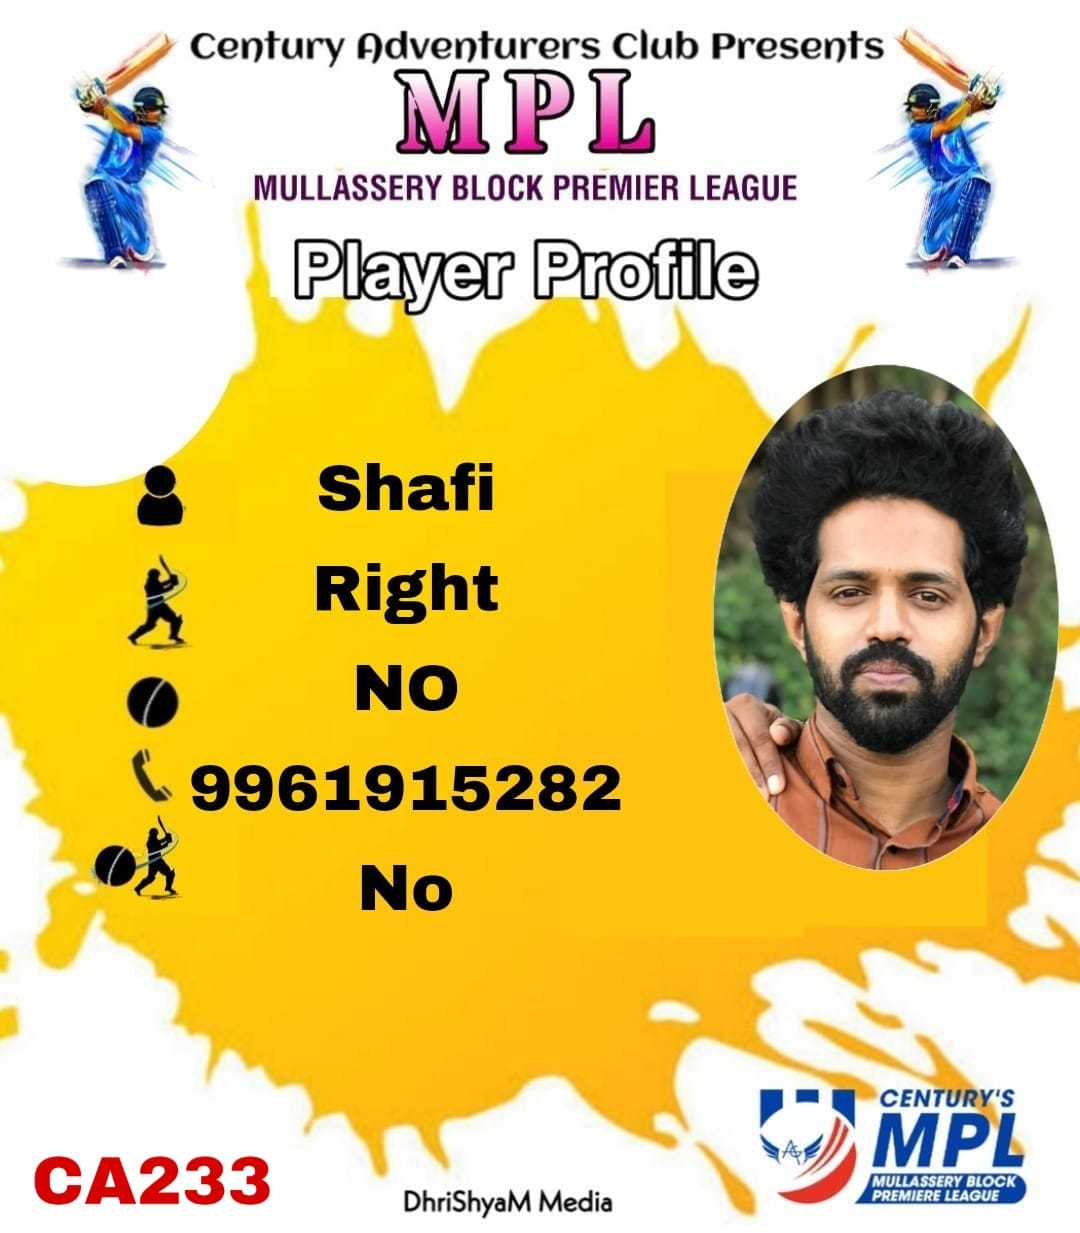 Century Adventurers Club Presents
MPL
MULLASSERY BLOCK PREMIER LEAGUE
Player Profile
Shafi
Right
NO
9961915282
No
CA233
DhriShyaM Media
CENTURY'S
MPL
MULLASSERY BLOCK
PREMIERE LEAGUE